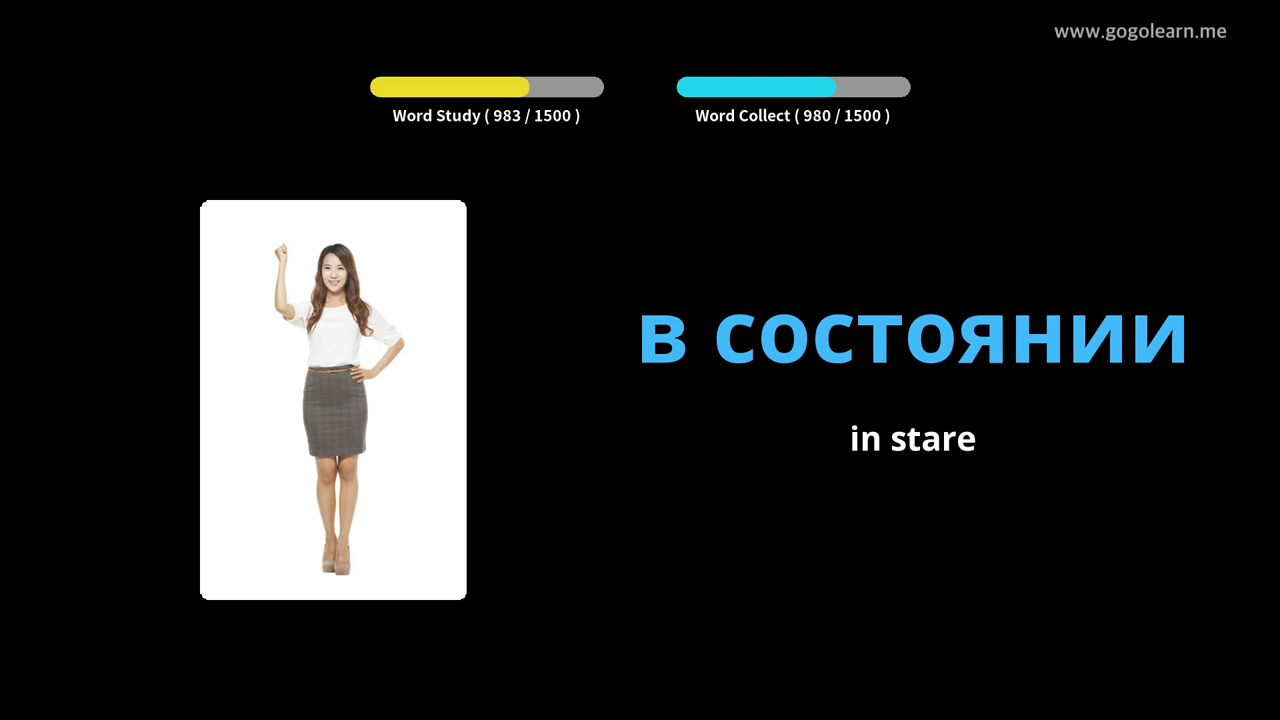 www.gogolearn.me
Word Study ( 983 / 1500 )
Word Collect ( 980 / 1500 )
в состоянии
in stare